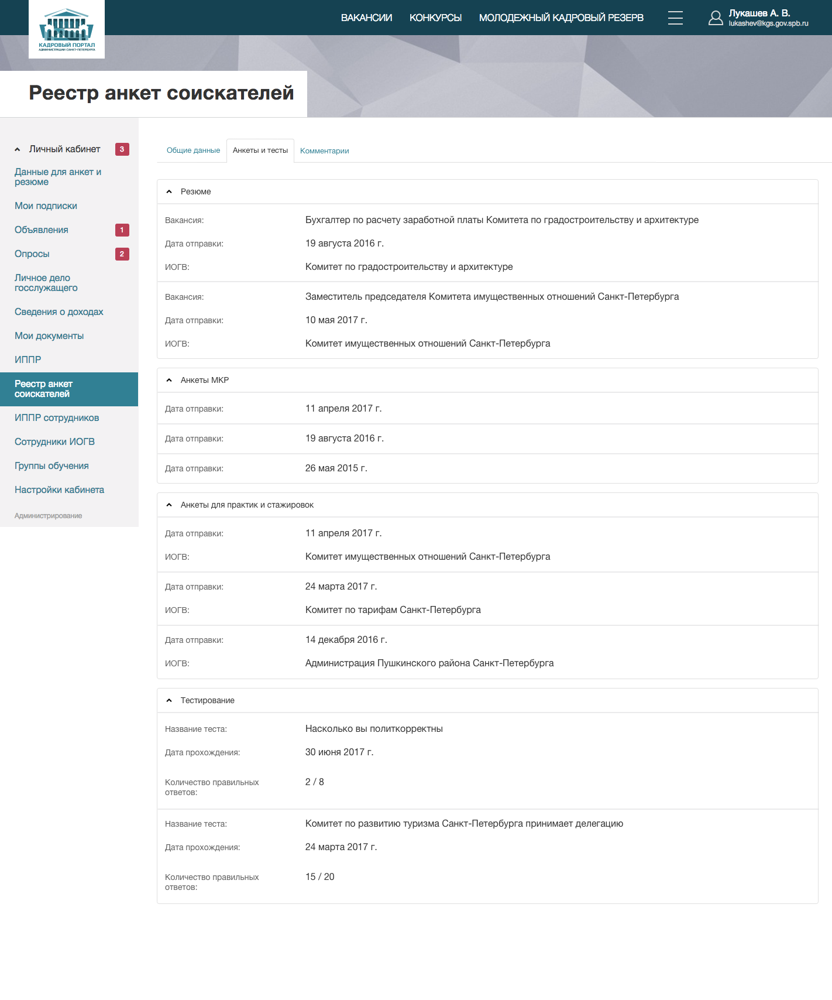 КАДРОВЫЙ ПОРТАЛ
АДМИНИСТРАЦИИ САНКТ-ПЕТЕРБУРГА
ВАКАНСИИ
КОНКУРСЫ
МОЛОДЕЖНЫЙ КАДРОВЫЙ РЕЗЕРВ
Лукашев А. В.
lukashev@kgs.gov.spb.ru
Реестр анкет соискателей
Личный кабинет 3
Данные для анкет и
резюме
Мои подписки
Объявления 1
Опросы 2
Личное дело
госслужащего
Сведения о доходах
Мои документы
ИППР
Реестр анкет
соискателей
ИППР сотрудников
Сотрудники ИОГВ
Группы обучения
Настройки кабинета
Администрирование
Общие данные
Анкеты и тесты
Комментарии
Резюме
Вакансия: Бухгалтер по расчету заработной платы Комитета по градостроительству и архитектуре
Дата отправки: 19 августа 2016 г.
ИОГВ: Комитет по градостроительству и архитектуре
Вакансия: Заместитель председателя Комитета имущественных отношений Санкт-Петербурга
Дата отправки: 10 мая 2017 г.
ИОГВ: Комитет имущественных отношений Санкт-Петербурга
Анкеты МКР
Дата отправки: 11 апреля 2017 г.
Дата отправки: 19 августа 2016 г.
Дата отправки: 26 мая 2015 г.
Анкеты для практик и стажировок
Дата отправки: 11 апреля 2017 г.
ИОГВ: Комитет имущественных отношений Санкт-Петербурга
Дата отправки: 24 марта 2017 г.
ИОГВ: Комитет по тарифам Санкт-Петербурга
Дата отправки: 14 декабря 2016 г.
ИОГВ: Администрация Пушкинского района Санкт-Петербурга
Тестирование
Название теста: Насколько вы политкорректны
Дата прохождения: 30 июня 2017 г.
Количество правильных 2 / 8
ответов:
Название теста: Комитет по развитию туризма Санкт-Петербурга принимает делегацию
Дата прохождения: 24 марта 2017 г.
Количество правильных 15 / 20
ответов: